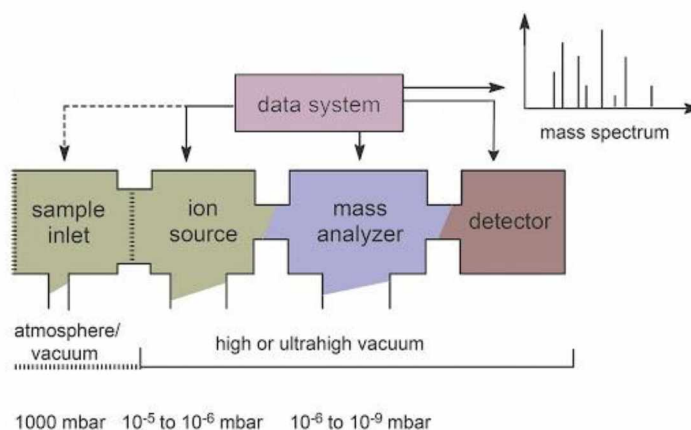 data system
mass spectrum
sample
inlet
ion
source
mass
analyzer
detector
atmosphere/
vacuum
high or ultrahigh vacuum
1000 mbar
10⁻⁵ to 10⁻⁶ mbar
10⁻⁶ to 10⁻⁹ mbar